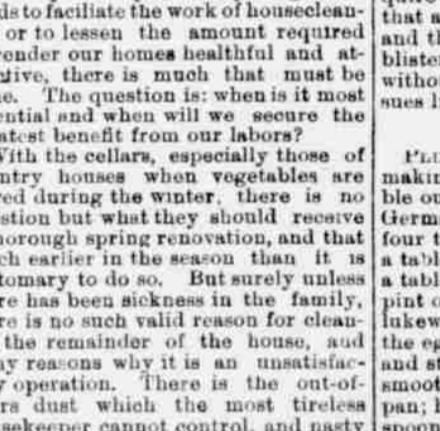 ds to faciliate the work of houseclean-
or to lessen the amount required
render our homes healthful and at-
ctive, there is much that must be
e. The question is: when is it most
ential and when will we secure the
atest benefit from our labors?
With the cellars, especially those of
ntry houses when vegetables are
red during the winter, there is no
stion but what they should receive
horough spring renovation, and that
ch earlier in the season than it is
tomary to do so. But surely unless
re has been sickness in the family,
re is no such valid reason for clean-
the remainder of the house, and
ny reasons why it is an unsatisfac-
y operation. There is the out-of-
rs dust which the most tireless
sekeeper cannot control, and nasty
that a
and th
blister
withou
sues l
makin
ble ou
Germ
four t
a tabl
a tabl
pint o
lukew
the eg
and st
smoot
pan; l
spoon